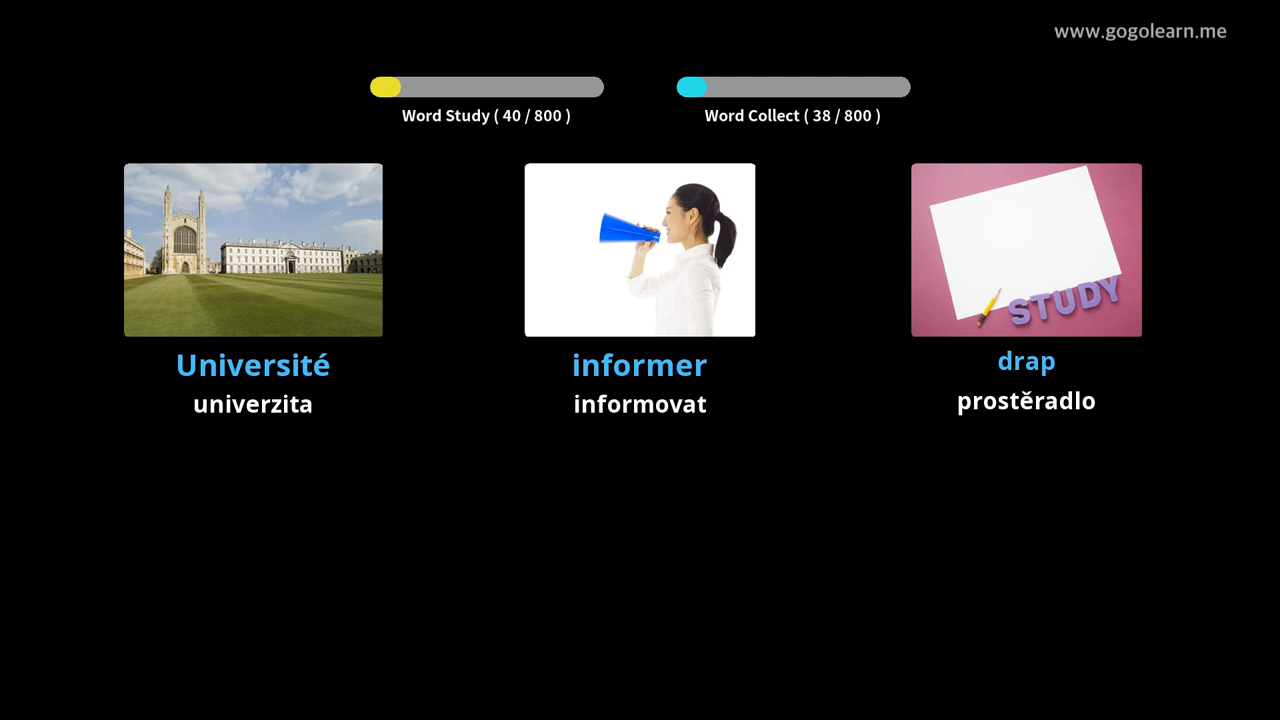 www.gogolearn.me
Word Study ( 40 / 800 )
Word Collect ( 38 / 800 )
STUDY
Université
informer
drap
univerzita
informovat
prostěradlo